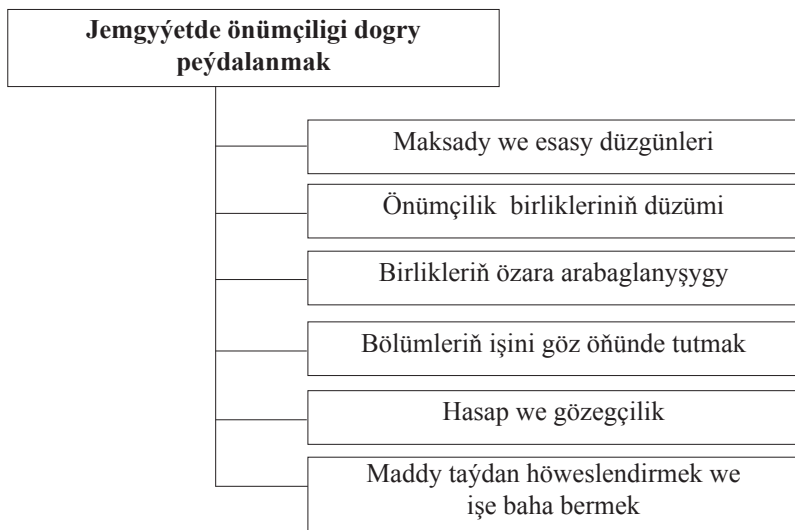 Jemgyýetde önümçiligi dogry
peýdalanmak
Maksady we esasy düzgünleri
Önümçilik birlikleriniň düzümi
Birlikleriň özara arabaglanyşygy
Bölümleriň işini göz öňünde tutmak
Hasap we gözegçilik
Maddy taýdan höweslendirmek we
işe baha bermek